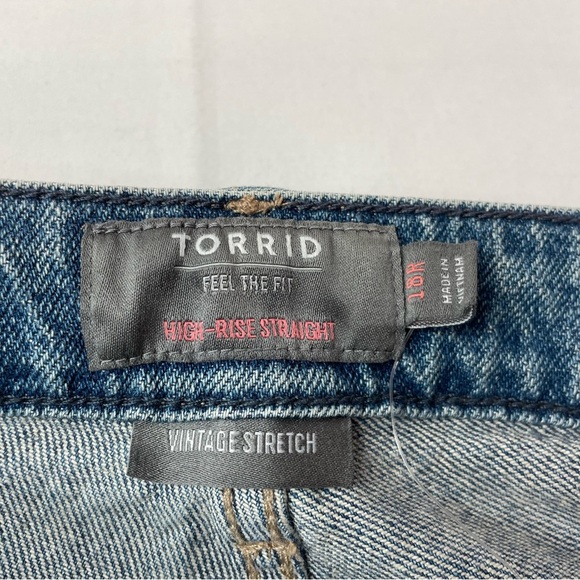 TORRID
FEEL THE FIT
HIGH-RISE STRAIGHT
18R
MADE IN
VIETNAM
VINTAGE STRETCH